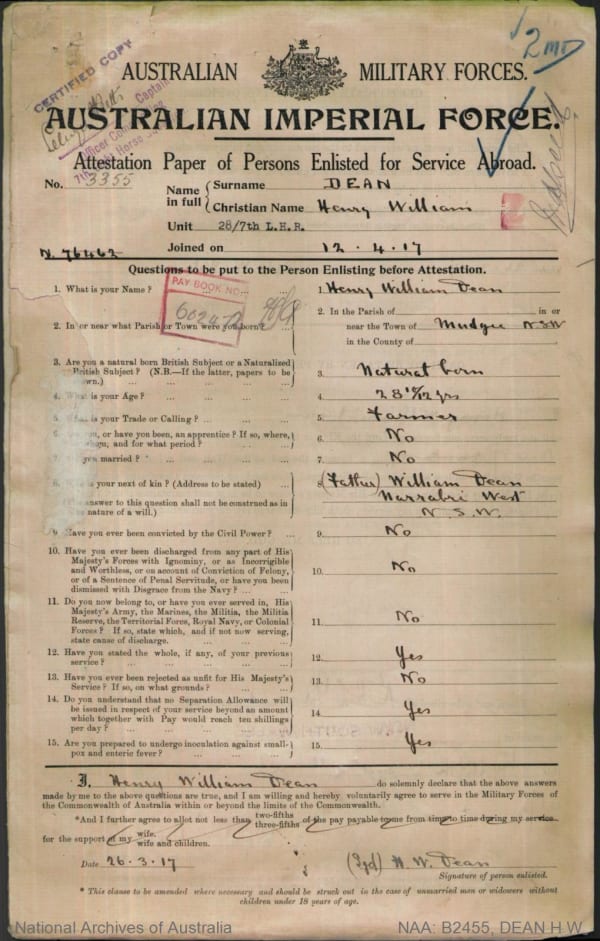 2 MD
CERTIFIED COPY
Captain
Officer
7th Light Horse
AUSTRALIAN MILITARY FORCES.
AUSTRALIAN IMPERIAL FORCE.
Attestation Paper of Persons Enlisted for Service Abroad.
No. 3355
Name in full { Surname DEAN
Christian Name Henry William
Unit 28/7th L.H.R.
N. 76462 Joined on 12.4.17
Questions to be put to the Person Enlisting before Attestation.
PAY BOOK NO.
1. What is your Name? ... 1. Henry William Dean
2. In or near what Parish or Town were you born? ... 2. In the Parish of in or
near the Town of Mudgee N.S.W
in the County of
3. Are you a natural born British Subject or a Naturalized
British Subject? (N.B.—If the latter, papers to be
wn.) ... 3. Natural born
is your Age? ... 4. 28 10/12 yrs
is your Trade or Calling? ... 5. Farmer
or have you been, an apprentice? If so, where,
and for what period? ... 6. No
you married? ... 7. No
is your next of kin? (Address to be stated) ... 8. (Father) William Dean
answer to this question shall not be construed as in Narrabri West
nature of a will.) N.S.W.
9. Have you ever been convicted by the Civil Power? ... 9. No
10. Have you ever been discharged from any part of His
Majesty's Forces with Ignominy, or as Incorrigible
and Worthless, or on account of Conviction of Felony,
or of a Sentence of Penal Servitude, or have you been
dismissed with Disgrace from the Navy? ... 10. No
11. Do you now belong to, or have you ever served in, His
Majesty's Army, the Marines, the Militia, the Militia
Reserve, the Territorial Force, Royal Navy, or Colonial
Forces? If so, state which, and if not now serving,
state cause of discharge. 11. No
12. Have you stated the whole, if any, of your previous
service? ... 12. Yes
13. Have you ever been rejected as unfit for His Majesty's
Service? If so, on what grounds? 13. No
14. Do you understand that no Separation Allowance will
be issued in respect of your service beyond an amount
which together with Pay would reach ten shillings
per day? ... 14. Yes
15. Are you prepared to undergo inoculation against small-
pox and enteric fever? ... 15. Yes
I, Henry William Dean do solemnly declare that the above answers
made by me to the above questions are true, and I am willing and hereby voluntarily agree to serve in the Military Forces of
the Commonwealth of Australia within or beyond the limits of the Commonwealth.
*And I further agree to allot not less than two-fifths three-fifths of the pay payable to me from time to time during my service
for the support of my wife. wife and children.
Date 26.3.17 (Sgd) H. W. Dean
Signature of person enlisted.
* This clause to be amended where necessary and should be struck out in the case of unmarried men or widowers without
children under 18 years of age.
National Archives of Australia NAA: B2455, DEAN H W